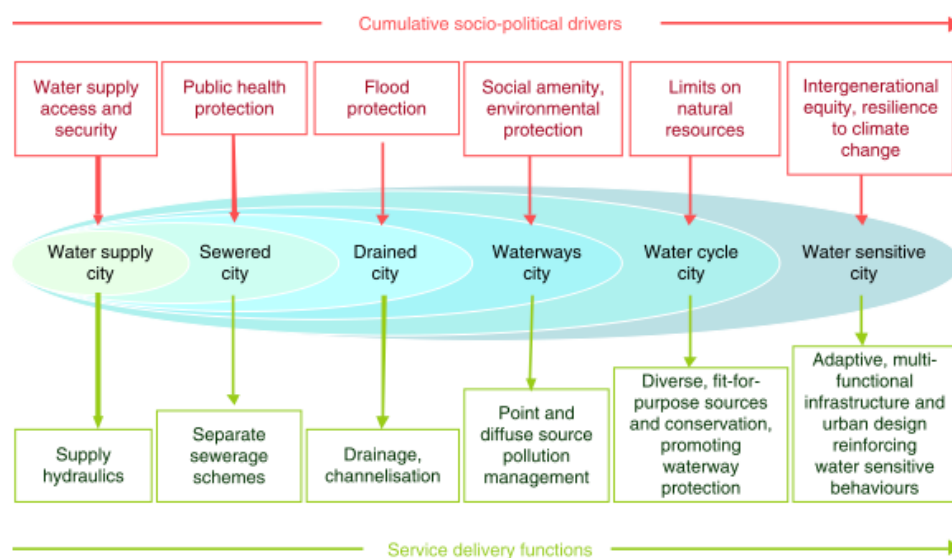 Cumulative socio-political drivers
Water supply
access and
security
Public health
protection
Flood
protection
Social amenity,
environmental
protection
Limits on
natural
resources
Intergenerational
equity, resilience
to climate
change
Water supply
city
Sewered
city
Drained
city
Waterways
city
Water cycle
city
Water sensitive
city
Supply
hydraulics
Separate
sewerage
schemes
Drainage,
channelisation
Point and
diffuse source
pollution
management
Diverse, fit-for-
purpose sources
and conservation,
promoting
waterway
protection
Adaptive, multi-
functional
infrastructure and
urban design
reinforcing
water sensitive
behaviours
Service delivery functions